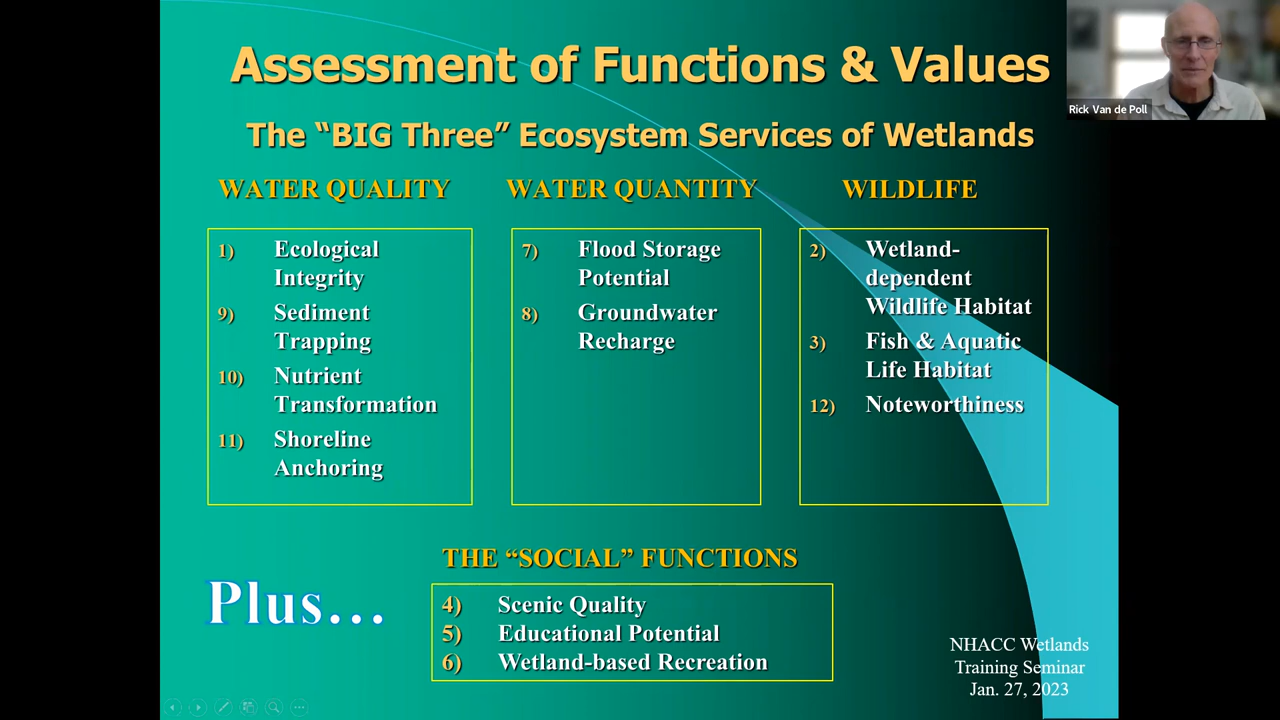 Assessment of Functions & Values
Rick Van de Poll
The “BIG Three” Ecosystem Services of Wetlands
WATER QUALITY
1) Ecological
Integrity
9) Sediment
Trapping
10) Nutrient
Transformation
11) Shoreline
Anchoring
WATER QUANTITY
7) Flood Storage
Potential
8) Groundwater
Recharge
WILDLIFE
2) Wetland-
dependent
Wildlife Habitat
3) Fish & Aquatic
Life Habitat
12) Noteworthiness
Plus…
THE “SOCIAL” FUNCTIONS
4) Scenic Quality
5) Educational Potential
6) Wetland-based Recreation
NHACC Wetlands
Training Seminar
Jan. 27, 2023